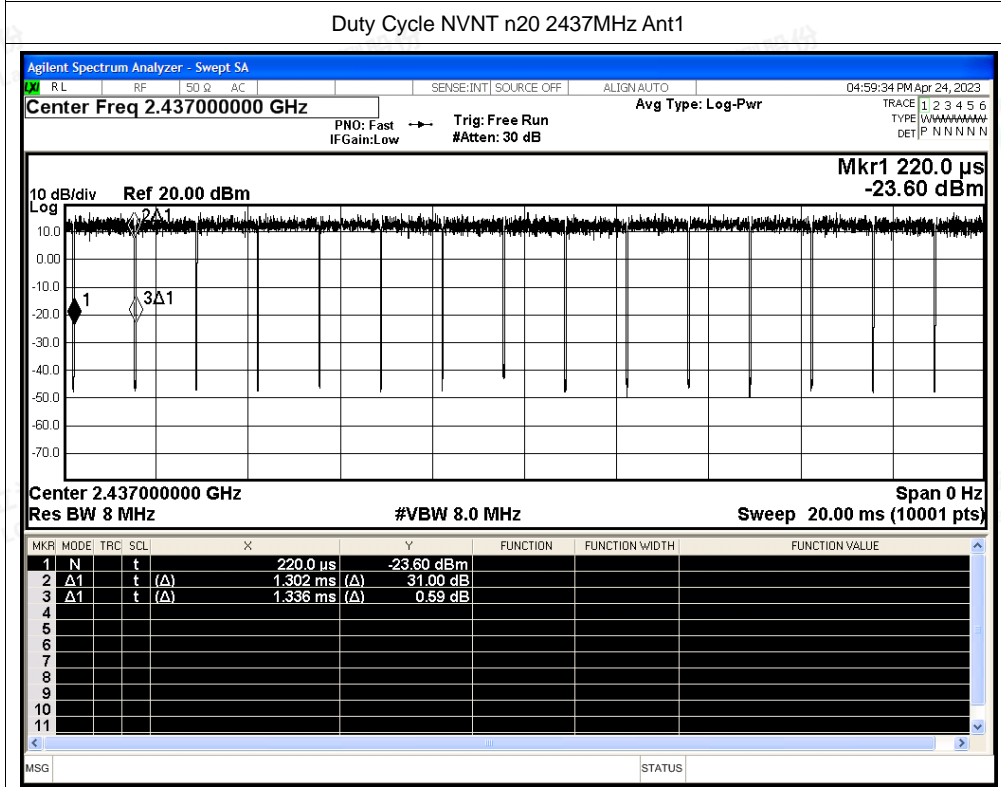 Duty Cycle NVNT n20 2437MHz Ant1
Agilent Spectrum Analyzer - Swept SA
LXI RL RF 50 Ω AC SENSE:INT SOURCE OFF ALIGN AUTO 04:59:34 PM Apr 24, 2023
Center Freq 2.437000000 GHz Avg Type: Log-Pwr TRACE 1 2 3 4 5 6
PNO: Fast Trig: Free Run TYPE W
IFGain:Low #Atten: 30 dB DET P N N N N N
Mkr1 220.0 µs
10 dB/div Ref 20.00 dBm -23.60 dBm
Log
2Δ1
10.0
0.00
-10.0
1 3Δ1
-20.0
-30.0
-40.0
-50.0
-60.0
-70.0
Center 2.437000000 GHz Span 0 Hz
Res BW 8 MHz #VBW 8.0 MHz Sweep 20.00 ms (10001 pts)
MKR MODE TRC SCL X Y FUNCTION FUNCTION WIDTH FUNCTION VALUE
1 N t 220.0 µs -23.60 dBm
2 Δ1 t (Δ) 1.302 ms (Δ) 31.00 dB
3 Δ1 t (Δ) 1.336 ms (Δ) 0.59 dB
4
5
6
7
8
9
10
11
MSG STATUS